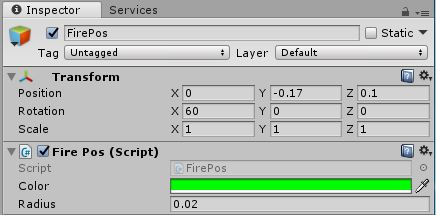 Inspector Services
FirePos Static
Tag Untagged Layer Default
Transform
Position X 0 Y -0.17 Z 0.1
Rotation X 60 Y 0 Z 0
Scale X 1 Y 1 Z 1
Fire Pos (Script)
Script FirePos
Color
Radius 0.02